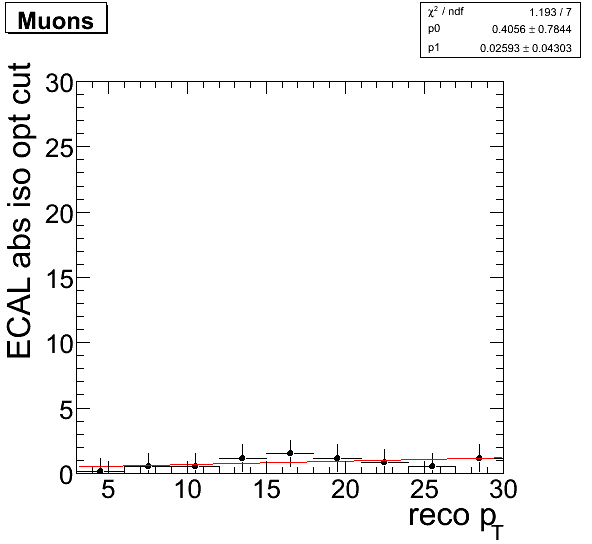 Muons
χ² / ndf 1.193 / 7
p0 0.4056 ± 0.7844
p1 0.02593 ± 0.04303
ECAL abs iso opt cut
30
25
20
15
10
5
0
5 10 15 20 25 30
reco pT